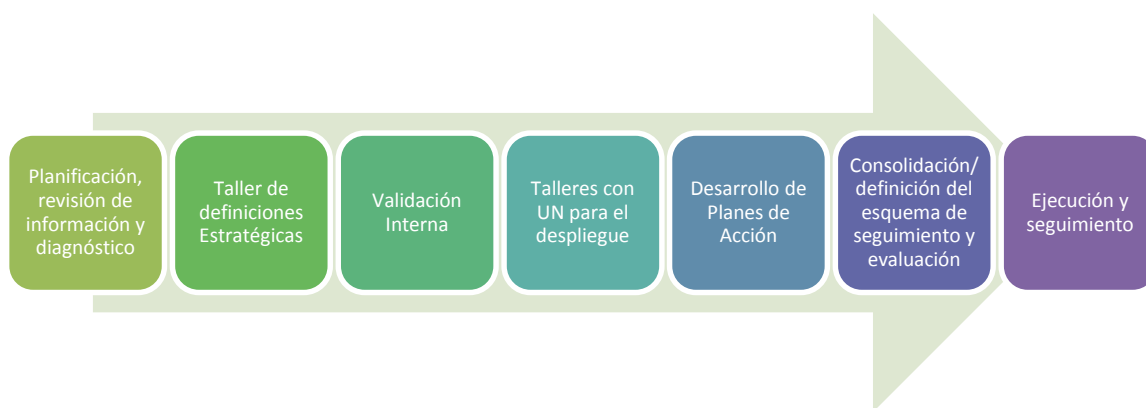 Planificación,
revisión de
información y
diagnóstico
Taller de
definiciones
Estratégicas
Validación
Interna
Talleres con
UN para el
despliegue
Desarrollo de
Planes de
Acción
Consolidación/
definición del
esquema de
seguimiento y
evaluación
Ejecución y
seguimiento